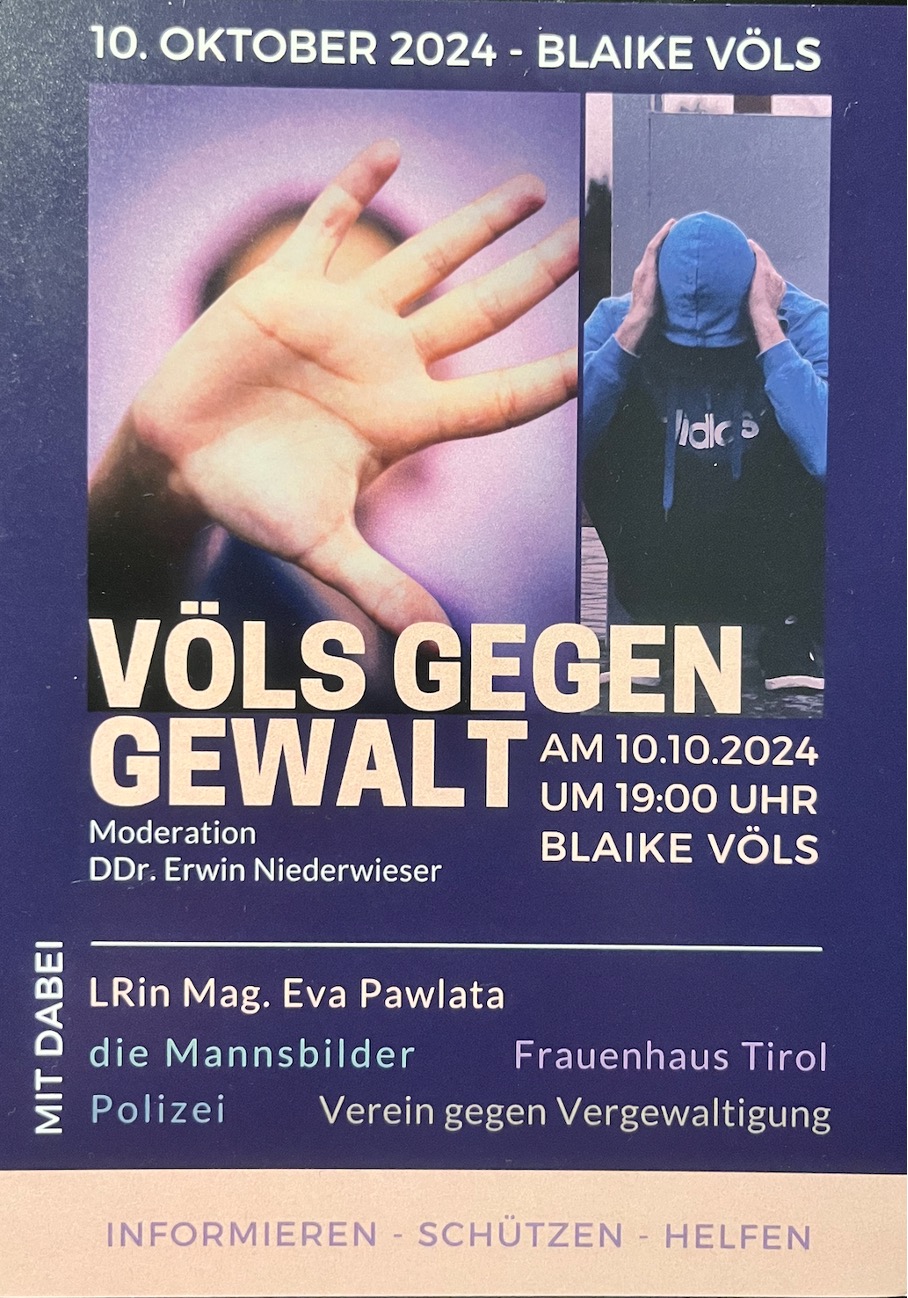 10. OKTOBER 2024 - BLAIKE VÖLS
adidas
VÖLS GEGEN
GEWALT
AM 10.10.2024
UM 19:00 UHR
BLAIKE VÖLS
Moderation
DDr. Erwin Niederwieser
MIT DABEI
LRin Mag. Eva Pawlata
die Mannsbilder
Frauenhaus Tirol
Polizei
Verein gegen Vergewaltigung
INFORMIEREN - SCHÜTZEN - HELFEN